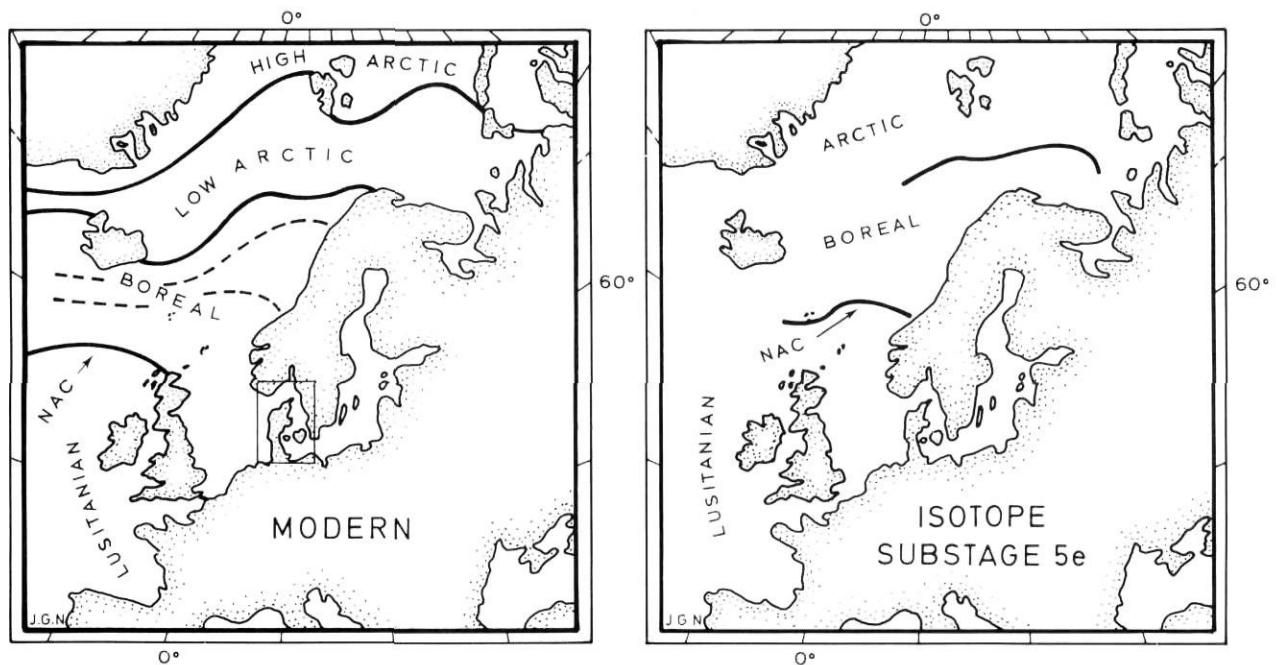 0°
HIGH ARCTIC
LOW ARCTIC
BOREAL
60°
NAC
LUSITANIAN
MODERN
J.G.N
0°
0°
ARCTIC
BOREAL
60°
NAC
LUSITANIAN
ISOTOPE
SUBSTAGE 5e
J.G.N
0°